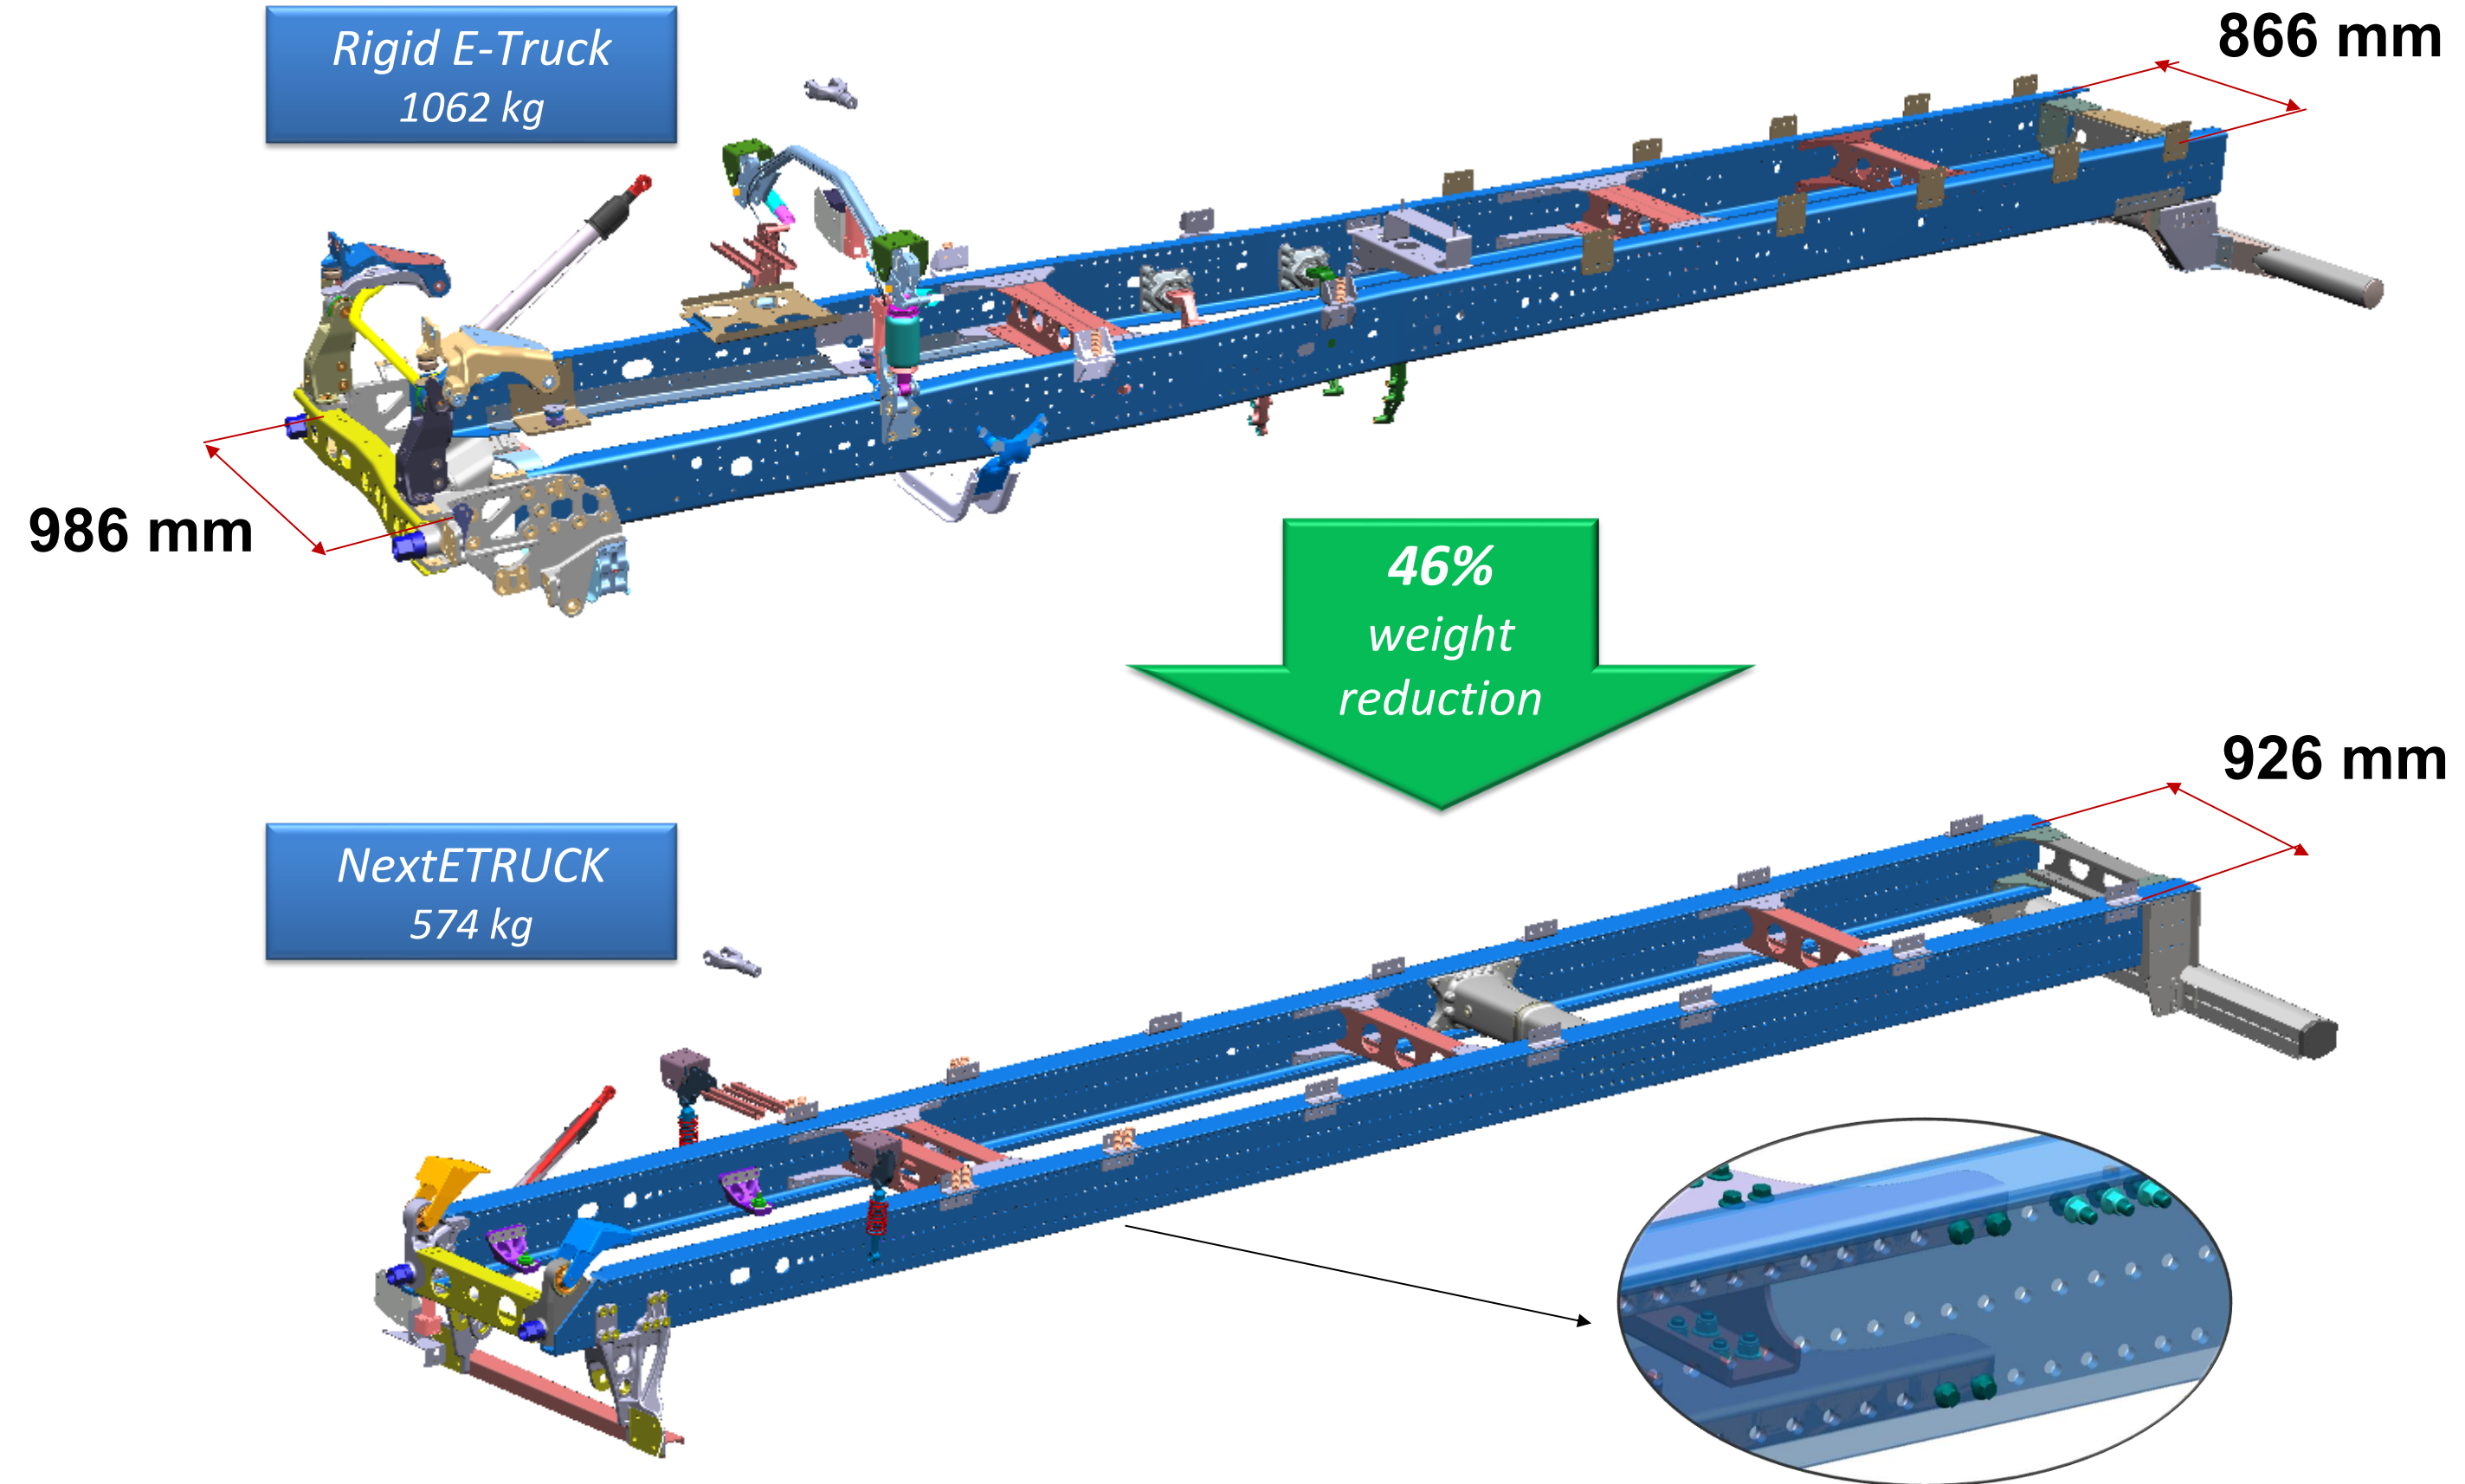 Rigid E-Truck
1062 kg
866 mm
986 mm
46%
weight
reduction
926 mm
NextETRUCK
574 kg